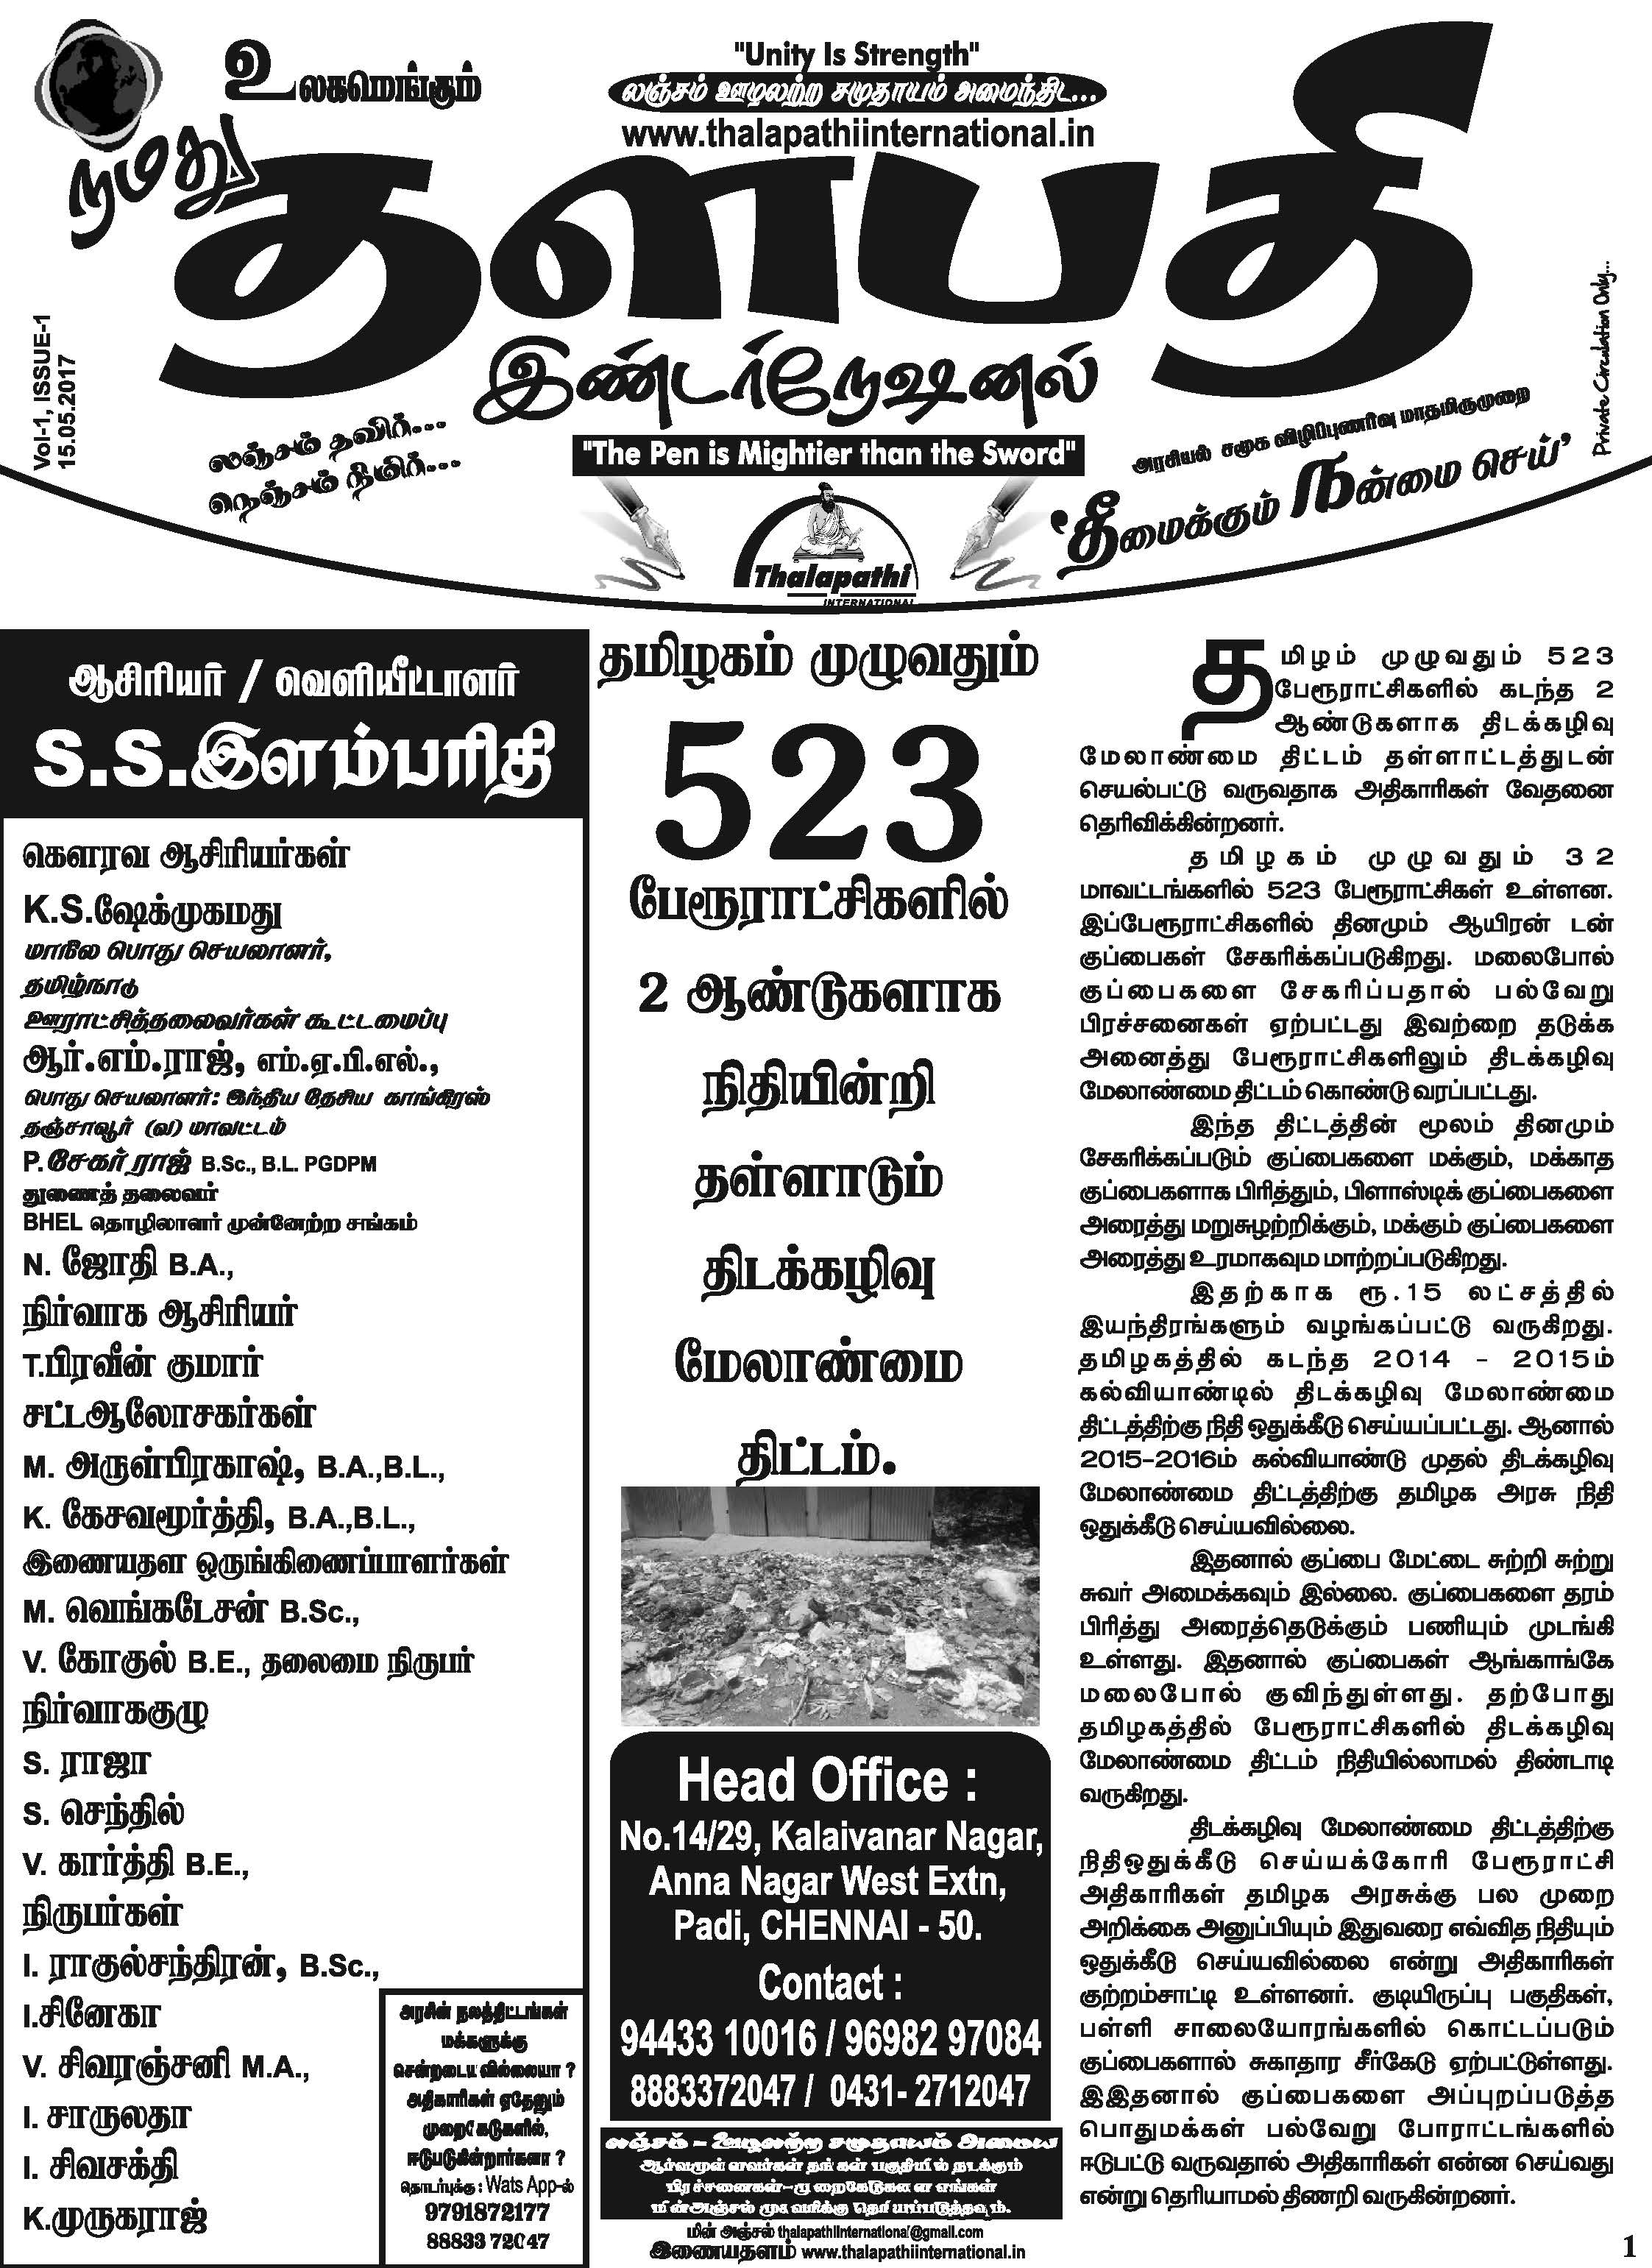 உலகமெங்கும்
"Unity Is Strength"
லஞ்சம் ஊழலற்ற சமுதாயம் அமைந்திட...
www.thalapathiinternational.in
நமது
தளபதி
இண்டர்நேஷனல்
Vol-1, ISSUE-1
15.05.2017
Private Circulation Only...
லஞ்சம் தவிர்...
நெஞ்சம் நிமிர்...
"The Pen is Mightier than the Sword"
அரசியல் சமூக விழிப்புணர்வு மாதமிருமுறை
'தீமைக்கும் நன்மை செய்'
Thalapathi
INTERNATIONAL
ஆசிரியர் / வெளியீட்டாளர்
S.S.இளம்பரிதி
கௌரவ ஆசிரியர்கள்
K.S.ஷேக்முகமது
மாநில பொது செயலாளர்,
தமிழ்நாடு
ஊராட்சித்தலைவர்கள் கூட்டமைப்பு
ஆர்.எம்.ராஜ், எம்.ஏ.பி.எல்.,
பொது செயலாளர்: இந்திய தேசிய காங்கிரஸ்
தஞ்சாவூர் (வ) மாவட்டம்
P.சேகர் ராஜ் B.Sc., B.L. PGDPM
துணைத் தலைவர்
BHEL தொழிலாளர் முன்னேற்ற சங்கம்
N. ஜோதி B.A.,
நிர்வாக ஆசிரியர்
T.பிரவீன் குமார்
சட்டஆலோசகர்கள்
M. அருள்பிரகாஷ், B.A.,B.L.,
K. கேசவமூர்த்தி, B.A.,B.L.,
இணையதள ஒருங்கிணைப்பாளர்கள்
M. வெங்கடேசன் B.Sc.,
V. கோகுல் B.E., தலைமை நிருபர்
நிர்வாககுழு
S. ராஜா
S. செந்தில்
V. கார்த்தி B.E.,
நிருபர்கள்
I. ராகுல்சந்திரன், B.Sc.,
I.சினேகா
V. சிவரஞ்சனி M.A.,
I. சாருலதா
I. சிவசக்தி
K.முருகராஜ்
அரசின் நலத்திட்டங்கள்
மக்களுக்கு
சென்றடைய வில்லையா ?
அதிகாரிகள் ஏதேனும்
முறைகேடுகளில்,
ஈடுபடுகின்றார்களா ?
தொடர்புக்கு : Wats App-ல்
9791872177
88833 72047
தமிழகம் முழுவதும்
523
பேரூராட்சிகளில்
2 ஆண்டுகளாக
நிதியின்றி
தள்ளாடும்
திடக்கழிவு
மேலாண்மை
திட்டம்.
Head Office :
No.14/29, Kalaivanar Nagar,
Anna Nagar West Extn,
Padi, CHENNAI - 50.
Contact :
94433 10016 / 96982 97084
8883372047 / 0431- 2712047
லஞ்சம் - ஊழலற்ற சமுதாயம் அமைய
ஆர்வமுள்ளவர்கள் தங்கள் பகுதியில் நடக்கும்
பிரச்சனைகள்-முறைகேடுகளை எங்கள்
மின்அஞ்சல் முகவரிக்கு தெரியப்படுத்தவும்.
மின் அஞ்சல் thalapathiinternational@gmail.com
இணையதளம் www.thalapathiinternational.in
தமிழம் முழுவதும் 523
பேரூராட்சிகளில் கடந்த 2
ஆண்டுகளாக திடக்கழிவு
மேலாண்மை திட்டம் தள்ளாட்டத்துடன்
செயல்பட்டு வருவதாக அதிகாரிகள் வேதனை
தெரிவிக்கின்றனர்.
தமிழகம் முழுவதும் 32
மாவட்டங்களில் 523 பேரூராட்சிகள் உள்ளன.
இப்பேரூராட்சிகளில் தினமும் ஆயிரன் டன்
குப்பைகள் சேகரிக்கப்படுகிறது. மலைபோல்
குப்பைகளை சேகரிப்பதால் பல்வேறு
பிரச்சனைகள் ஏற்பட்டது இவற்றை தடுக்க
அனைத்து பேரூராட்சிகளிலும் திடக்கழிவு
மேலாண்மை திட்டம் கொண்டு வரப்பட்டது.
இந்த திட்டத்தின் மூலம் தினமும்
சேகரிக்கப்படும் குப்பைகளை மக்கும், மக்காத
குப்பைகளாக பிரித்தும், பிளாஸ்டிக் குப்பைகளை
அரைத்து மறுசுழற்றிக்கும், மக்கும் குப்பைகளை
அரைத்து உரமாகவும மாற்றப்படுகிறது.
இதற்காக ரூ.15 லட்சத்தில்
இயந்திரங்களும் வழங்கப்பட்டு வருகிறது.
தமிழகத்தில் கடந்த 2014 - 2015ம்
கல்வியாண்டில் திடக்கழிவு மேலாண்மை
திட்டத்திற்கு நிதி ஒதுக்கீடு செய்யப்பட்டது. ஆனால்
2015-2016ம் கல்வியாண்டு முதல் திடக்கழிவு
மேலாண்மை திட்டத்திற்கு தமிழக அரசு நிதி
ஒதுக்கீடு செய்யவில்லை.
இதனால் குப்பை மேட்டை சுற்றி சுற்று
சுவர் அமைக்கவும் இல்லை. குப்பைகளை தரம்
பிரித்து அரைத்தெடுக்கும் பணியும் முடங்கி
உள்ளது. இதனால் குப்பைகள் ஆங்காங்கே
மலைபோல் குவிந்துள்ளது. தற்போது
தமிழகத்தில் பேரூராட்சிகளில் திடக்கழிவு
மேலாண்மை திட்டம் நிதியில்லாமல் திண்டாடி
வருகிறது.
திடக்கழிவு மேலாண்மை திட்டத்திற்கு
நிதிஒதுக்கீடு செய்யக்கோரி பேரூராட்சி
அதிகாரிகள் தமிழக அரசுக்கு பல முறை
அறிக்கை அனுப்பியும் இதுவரை எவ்வித நிதியும்
ஒதுக்கீடு செய்யவில்லை என்று அதிகாரிகள்
குற்றம்சாட்டி உள்ளனர். குடியிருப்பு பகுதிகள்,
பள்ளி சாலையோரங்களில் கொட்டப்படும்
குப்பைகளால் சுகாதார சீர்கேடு ஏற்பட்டுள்ளது.
இஇதனால் குப்பைகளை அப்புறப்படுத்த
பொதுமக்கள் பல்வேறு போராட்டங்களில்
ஈடுபட்டு வருவதால் அதிகாரிகள் என்ன செய்வது
என்று தெரியாமல் திணறி வருகின்றனர்.
1